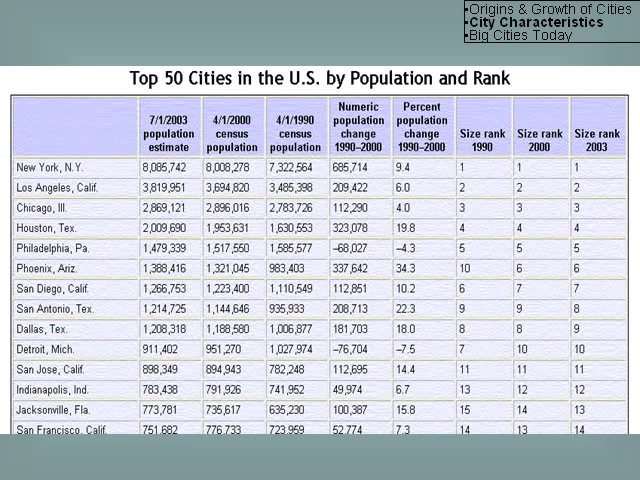 •Origins & Growth of Cities
•City Characteristics
•Big Cities Today
Top 50 Cities in the U.S. by Population and Rank
7/1/2003 population estimate 4/1/2000 census population 4/1/1990 census population Numeric population change 1990–2000 Percent population change 1990–2000 Size rank 1990 Size rank 2000 Size rank 2003
New York, N.Y. 8,085,742 8,008,278 7,322,564 685,714 9.4 1 1 1
Los Angeles, Calif. 3,819,951 3,694,820 3,485,398 209,422 6.0 2 2 2
Chicago, Ill. 2,869,121 2,896,016 2,783,726 112,290 4.0 3 3 3
Houston, Tex. 2,009,690 1,953,631 1,630,553 323,078 19.8 4 4 4
Philadelphia, Pa. 1,479,339 1,517,550 1,585,577 –68,027 –4.3 5 5 5
Phoenix, Ariz. 1,388,416 1,321,045 983,403 337,642 34.3 10 6 6
San Diego, Calif. 1,266,753 1,223,400 1,110,549 112,851 10.2 6 7 7
San Antonio, Tex. 1,214,725 1,144,646 935,933 208,713 22.3 9 9 8
Dallas, Tex. 1,208,318 1,188,580 1,006,877 181,703 18.0 8 8 9
Detroit, Mich. 911,402 951,270 1,027,974 –76,704 –7.5 7 10 10
San Jose, Calif. 898,349 894,943 782,248 112,695 14.4 11 11 11
Indianapolis, Ind. 783,438 791,926 741,952 49,974 6.7 13 12 12
Jacksonville, Fla. 773,781 735,617 635,230 100,387 15.8 15 14 13
San Francisco, Calif. 751,682 776,733 723,959 52,774 7.3 14 13 14